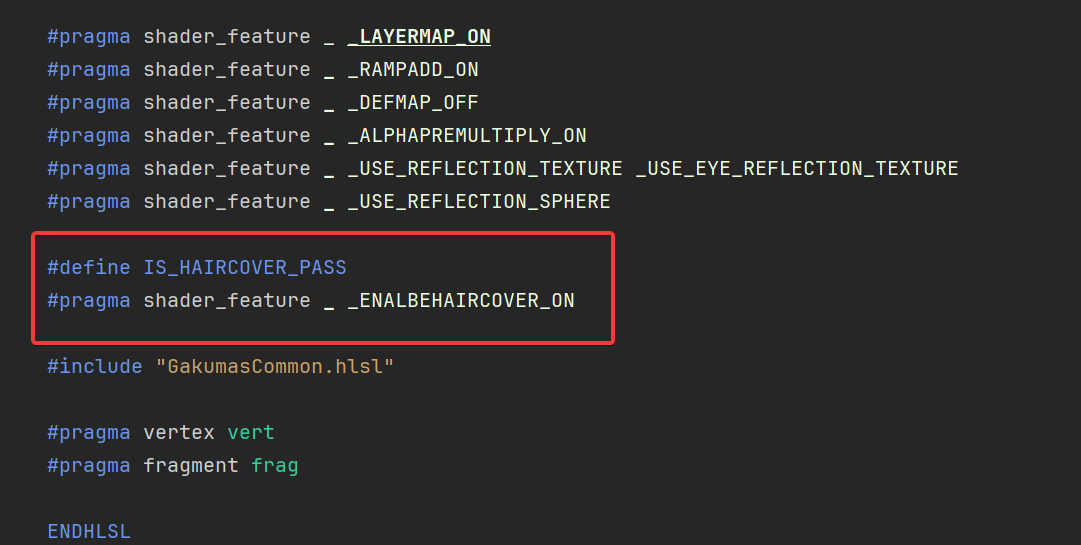 #pragma shader_feature _ _LAYERMAP_ON
#pragma shader_feature _ _RAMPADD_ON
#pragma shader_feature _ _DEFMAP_OFF
#pragma shader_feature _ _ALPHAPREMULTIPLY_ON
#pragma shader_feature _ _USE_REFLECTION_TEXTURE _USE_EYE_REFLECTION_TEXTURE
#pragma shader_feature _ _USE_REFLECTION_SPHERE
#define IS_HAIRCOVER_PASS
#pragma shader_feature _ _ENALBEHAIRCOVER_ON
#include "GakumasCommon.hlsl"
#pragma vertex vert
#pragma fragment frag
ENDHLSL